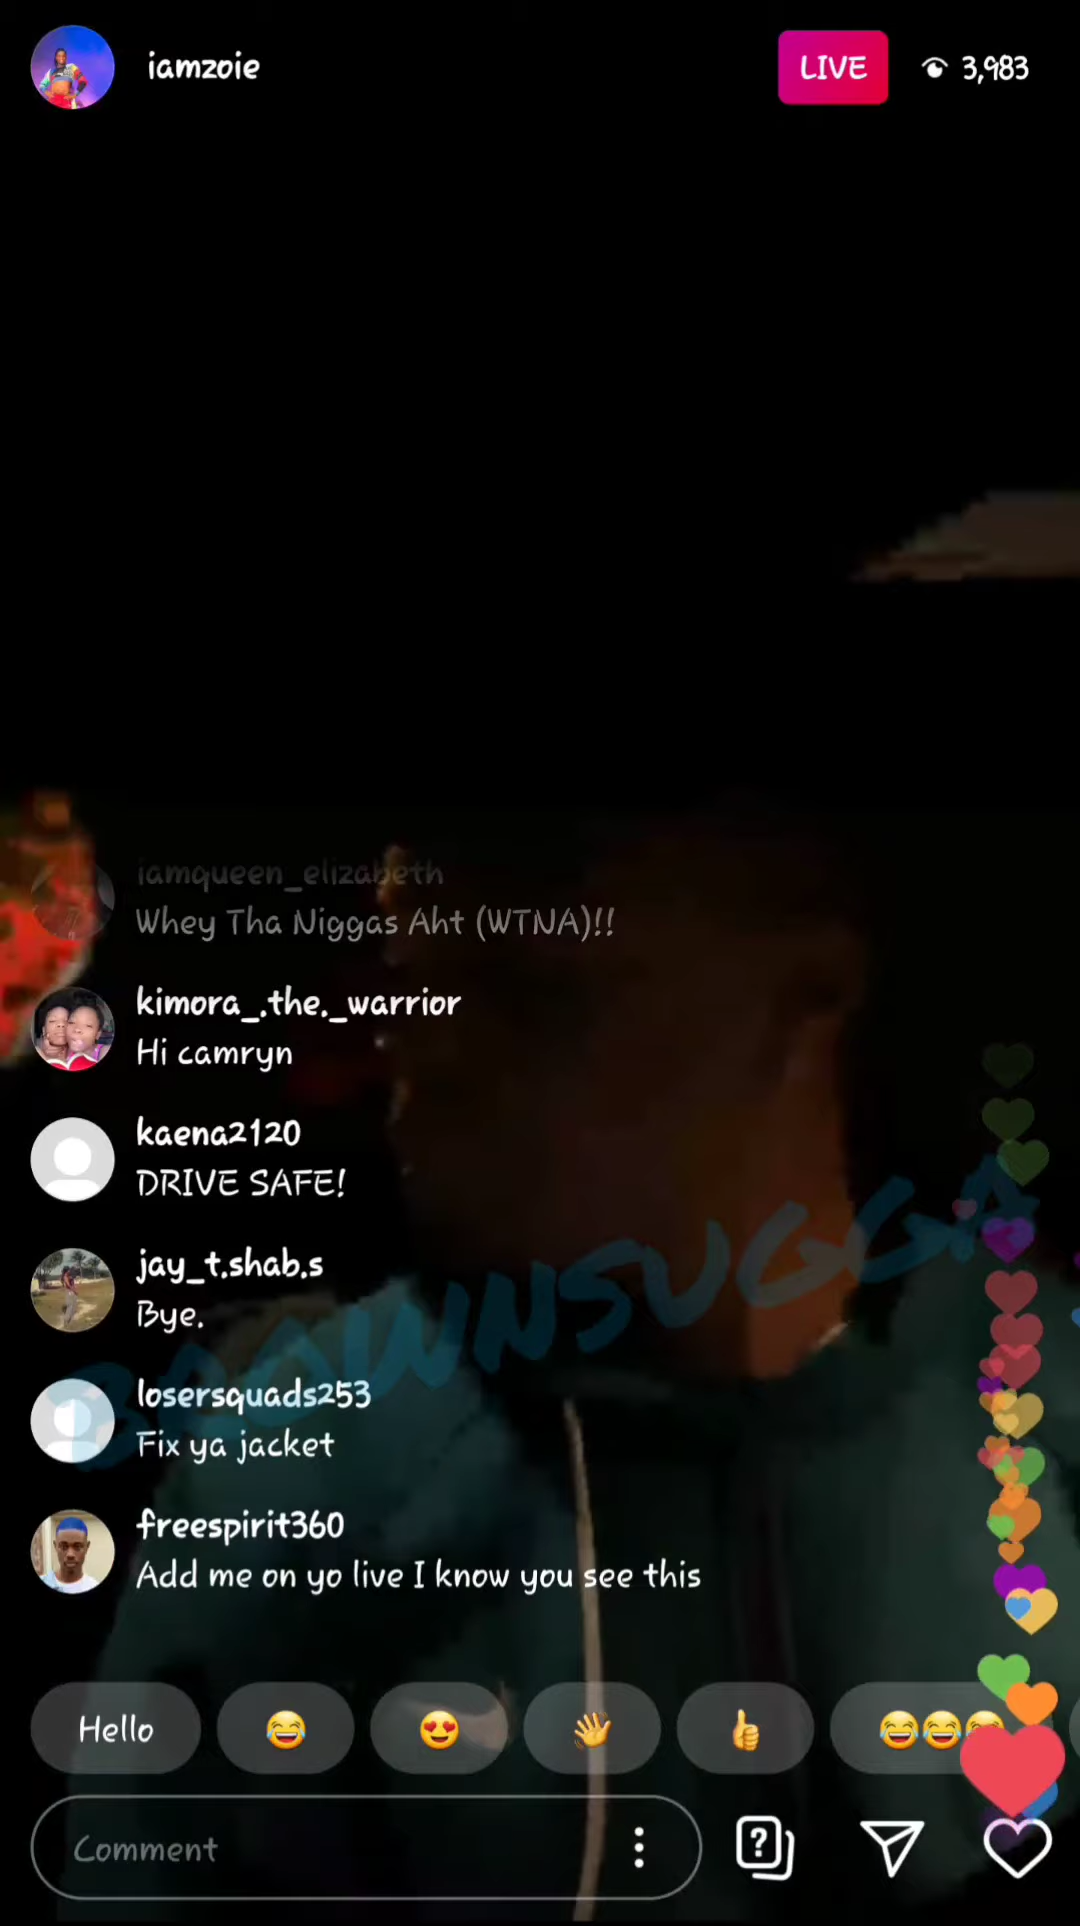 iamzoie
LIVE
3,983
iamqueen_elizabeth
Whey Tha Niggas Aht (WTNA)!!
kimora_.the._warrior
Hi camryn
kaena2120
DRIVE SAFE!
jay_t.shab.s
Bye.
losersquads253
Fix ya jacket
freespirit360
Add me on yo live I know you see this
BROWNSUGGA
Hello
Comment